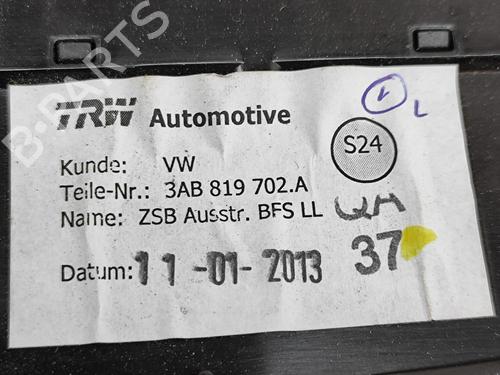 TRW Automotive
L
S24
Kunde: VW
Teile-Nr.: 3AB 819 702.A
Name: ZSB Ausstr. BFS LL
QA
Datum: 11-01-2013
37
B-PARTS